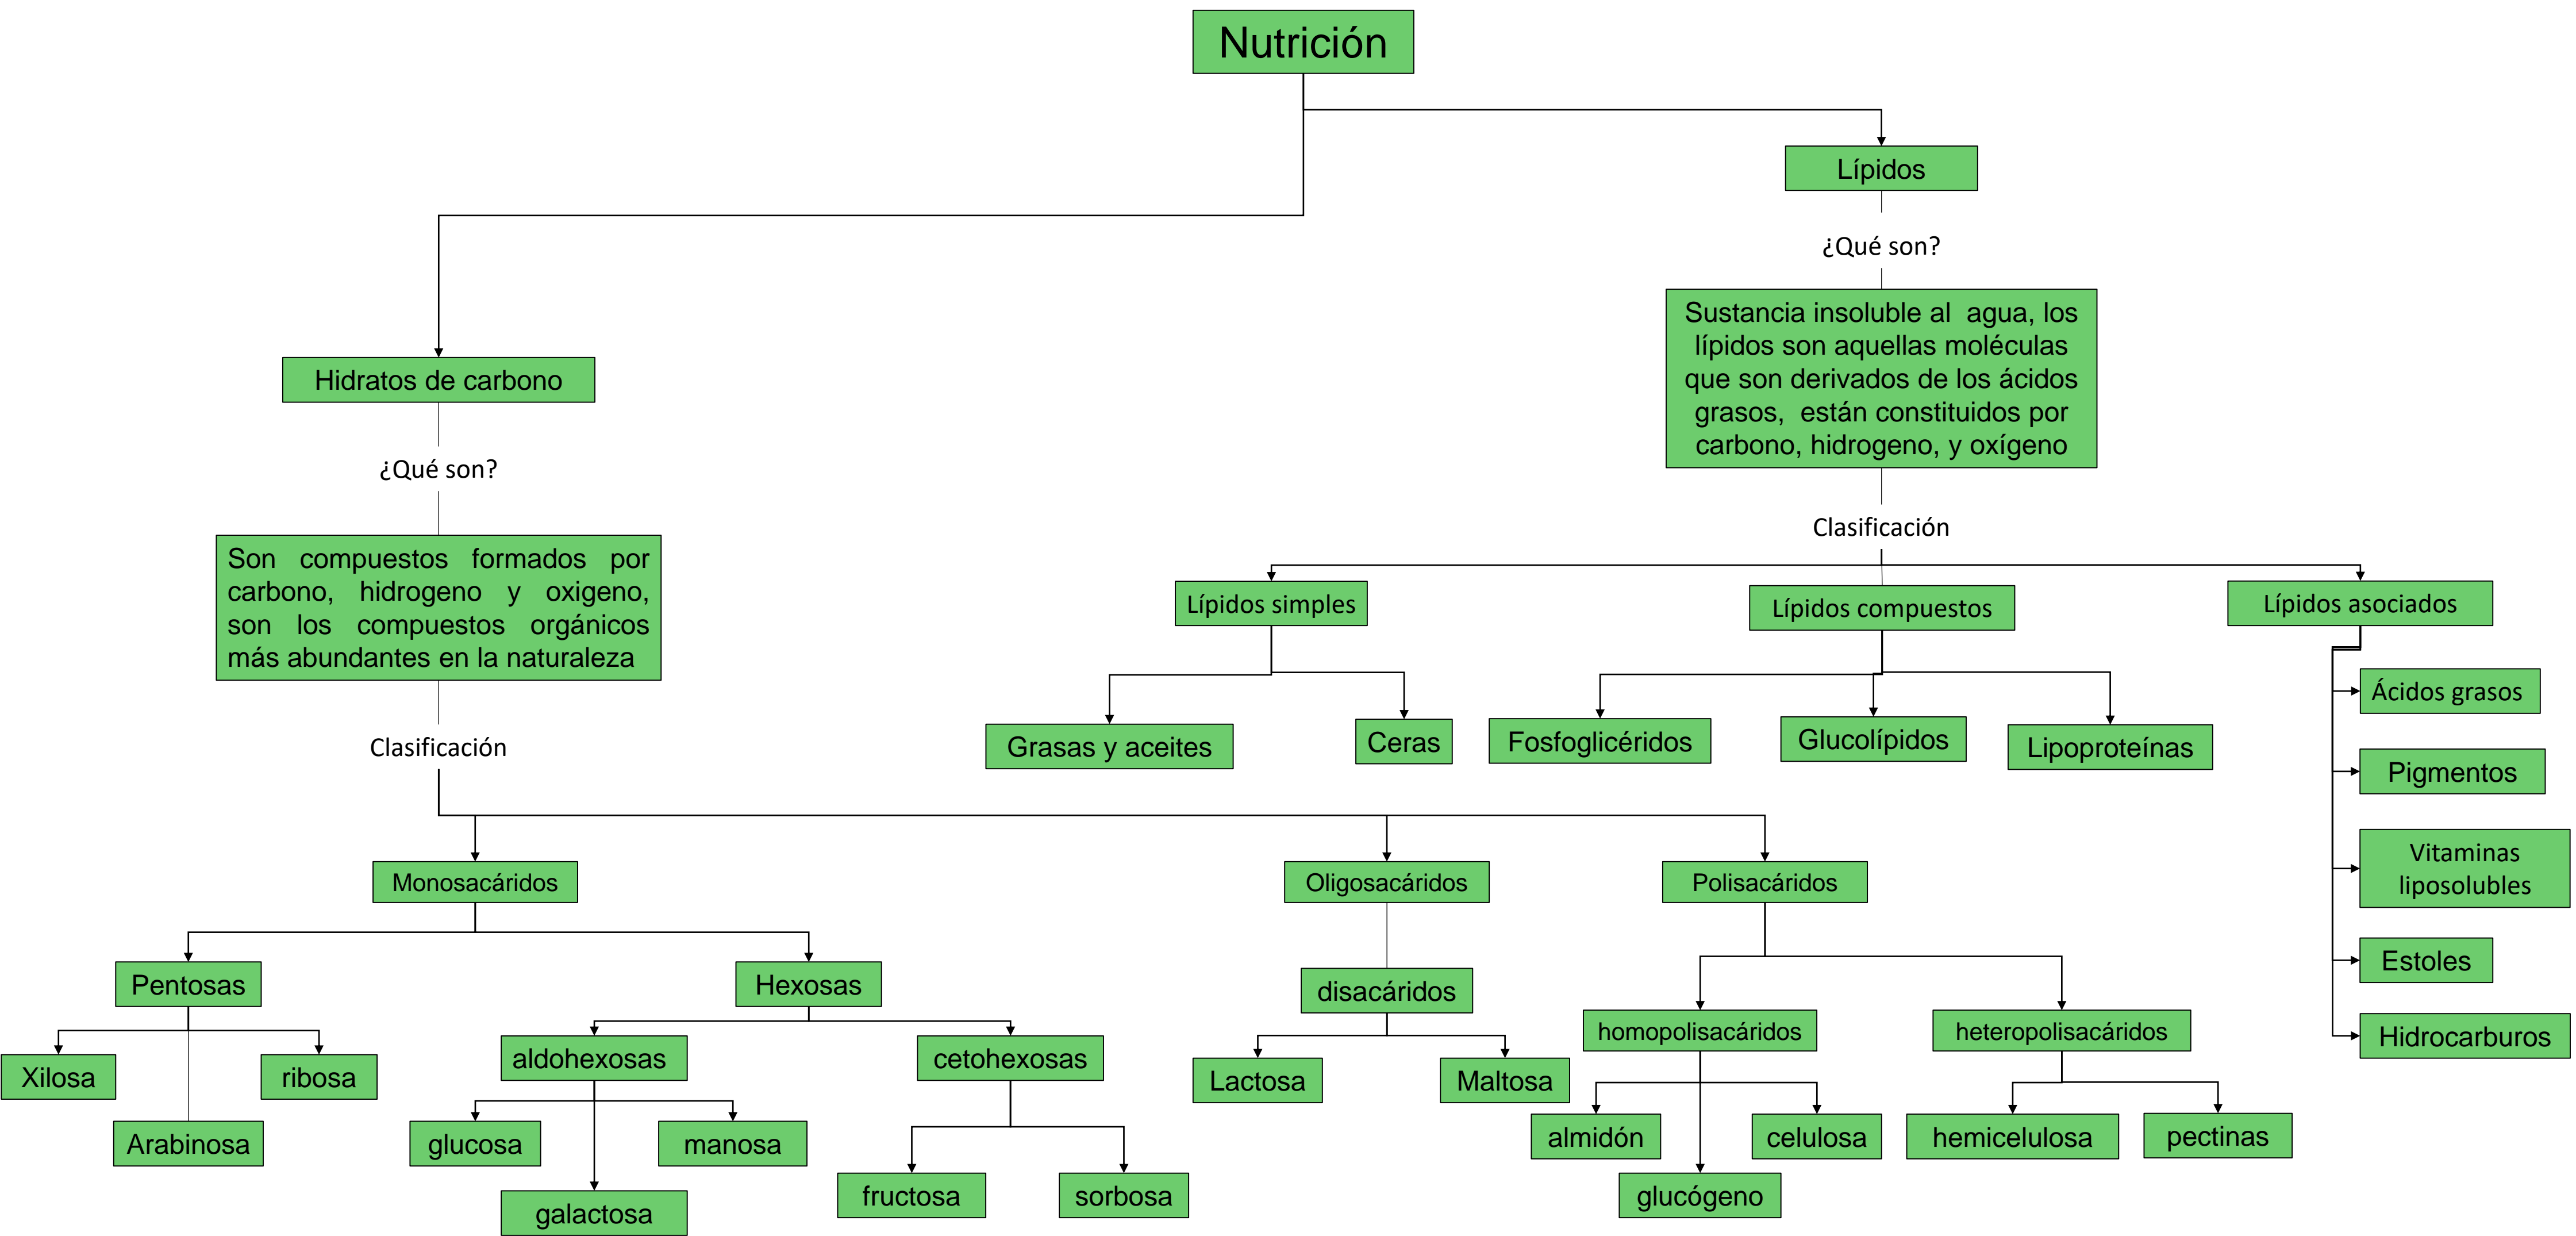 Nutrición
Lípidos
¿Qué son?
Sustancia insoluble al agua, los
lípidos son aquellas moléculas
que son derivados de los ácidos
grasos, están constituidos por
carbono, hidrogeno, y oxígeno
Clasificación
Lípidos simples
Lípidos compuestos
Lípidos asociados
Grasas y aceites
Ceras
Fosfoglicéridos
Glucolípidos
Lipoproteínas
Ácidos grasos
Pigmentos
Vitaminas
liposolubles
Estoles
Hidrocarburos
Hidratos de carbono
¿Qué son?
Son compuestos formados por
carbono, hidrogeno y oxigeno,
son los compuestos orgánicos
más abundantes en la naturaleza
Clasificación
Monosacáridos
Oligosacáridos
Polisacáridos
Pentosas
Hexosas
disacáridos
homopolisacáridos
heteropolisacáridos
Xilosa
ribosa
Arabinosa
aldohexosas
cetohexosas
glucosa
manosa
galactosa
fructosa
sorbosa
Lactosa
Maltosa
almidón
celulosa
glucógeno
hemicelulosa
pectinas